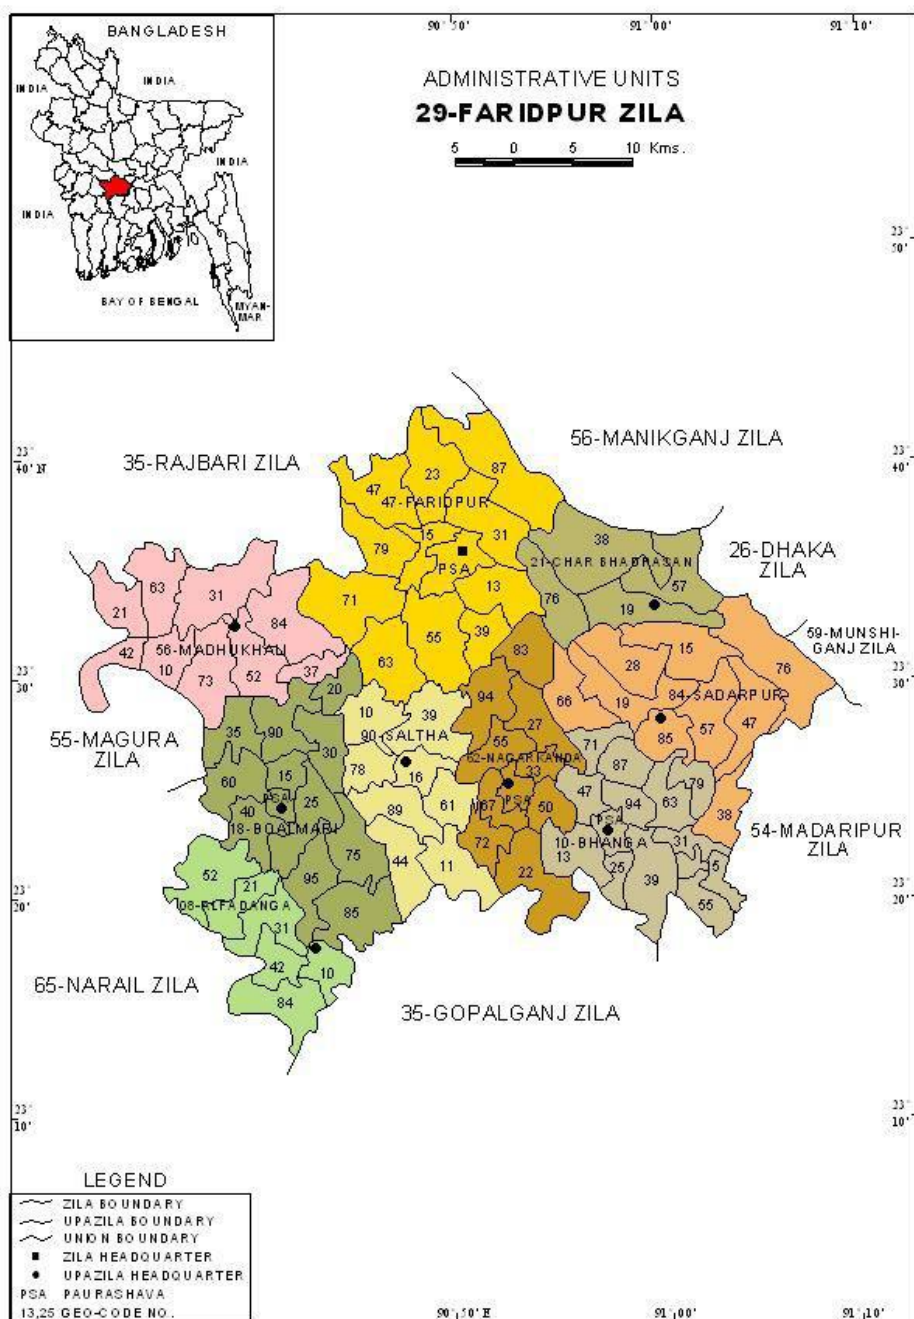 BANGLADESH
INDIA
INDIA
INDIA
INDIA
BAY OF BENGAL
MYAN-
MAR
90°50'
91°00'
91°10'
ADMINISTRATIVE UNITS
29-FARIDPUR ZILA
5 0 5 10 Kms.
23°
50'
23°
40' N
23°
40'
56-MANIKGANJ ZILA
35-RAJBARI ZILA
26-DHAKA
ZILA
59-MUNSHI-
GANJ ZILA
87
23
47
47-FARIDPUR
31
15
79
PSA
13
71
55
39
63
38
21-CHAR BHADRASAN
57
76
19
63
31
21
84
42
56-MADHUKHALI
10
73
52
37
23°
30'
23°
30'
55-MAGURA
ZILA
83
15
28
76
66
19
84-SADARPUR
57
47
85
38
20
35
90
30
60
15
PSA
25
40
18-BOALMARI
75
95
85
10
39
90-SALTHA
78
16
89
61
44
11
94
27
55
62-NAGARKANDA
33
67
PSA
50
72
22
71
87
79
47
94
63
PSA
10-BHANGA
13
31
25
39
15
55
54-MADARIPUR
ZILA
23°
20'
23°
20'
52
21
08-ALFADANGA
31
42
10
84
65-NARAIL ZILA
35-GOPALGANJ ZILA
23°
10'
23°
10'
LEGEND
ZILA BOUNDARY
UPAZILA BOUNDARY
UNION BOUNDARY
ZILA HEADQUARTER
UPAZILA HEADQUARTER
PSA PAURASHAVA
13,25 GEO-CODE NO.
90°50' E
91°00'
91°10'